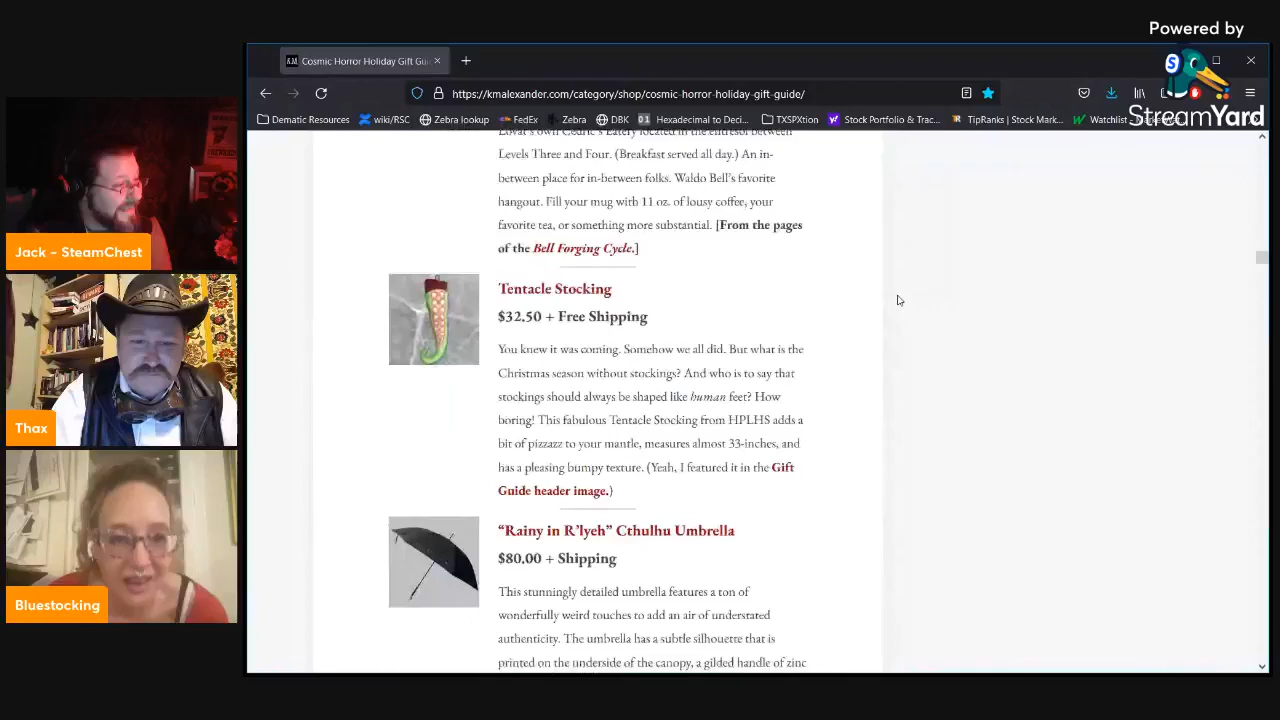 Powered by
StreamYard
Cosmic Horror Holiday Gift Gui
https://kmalexander.com/category/shop/cosmic-horror-holiday-gift-guide/
Dematic Resources
wiki/RSC
Zebra lookup
FedEx
Zebra
DBK
Hexadecimal to Deci...
TXSPXtion
Stock Portfolio & Trac...
TipRanks | Stock Mark...
Lovat's own Cedric's Eatery located in the entresol between
Levels Three and Four. (Breakfast served all day.) An in-
between place for in-between folks. Waldo Bell's favorite
hangout. Fill your mug with 11 oz. of lousy coffee, your
favorite tea, or something more substantial. [From the pages
of the Bell Forging Cycle.]
Tentacle Stocking
$32.50 + Free Shipping
You knew it was coming. Somehow we all did. But what is the
Christmas season without stockings? And who is to say that
stockings should always be shaped like human feet? How
boring! This fabulous Tentacle Stocking from HPLHS adds a
bit of pizzazz to your mantle, measures almost 33-inches, and
has a pleasing bumpy texture. (Yeah, I featured it in the Gift
Guide header image.)
"Rainy in R'lyeh" Cthulhu Umbrella
$80.00 + Shipping
This stunningly detailed umbrella features a ton of
wonderfully weird touches to add an air of understated
authenticity. The umbrella has a subtle silhouette that is
printed on the underside of the canopy, a gilded handle of zinc
Jack - SteamChest
Thax
Bluestocking